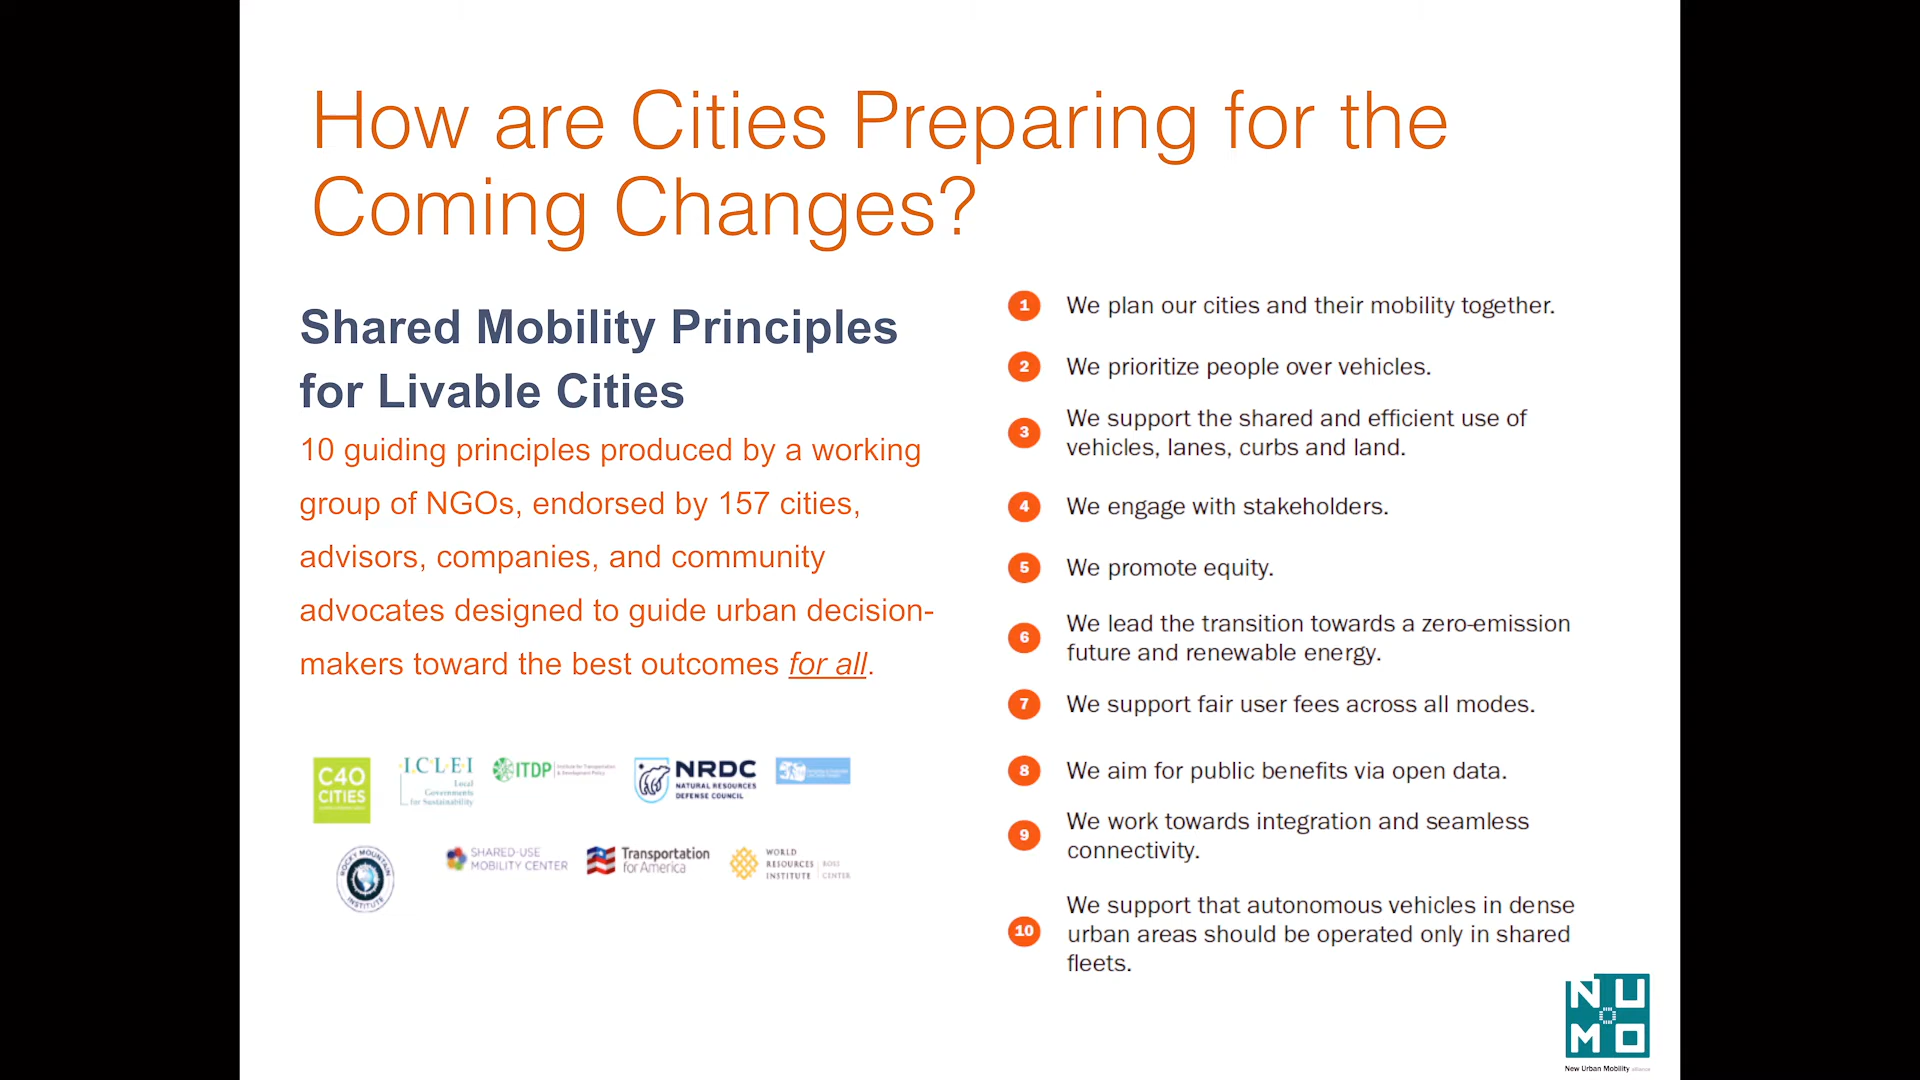 How are Cities Preparing for the
Coming Changes?
Shared Mobility Principles
for Livable Cities
10 guiding principles produced by a working
group of NGOs, endorsed by 157 cities,
advisors, companies, and community
advocates designed to guide urban decision-
makers toward the best outcomes for all.
C40
CITIES
I.C.L.E.I
Local
Governments
for Sustainability
ITDP
Institute for Transportation
& Development Policy
NRDC
NATURAL RESOURCES
DEFENSE COUNCIL
ROCKY MOUNTAIN
INSTITUTE
SHARED-USE
MOBILITY CENTER
Transportation
for America
WORLD
RESOURCES
INSTITUTE
ROSS
CENTER
1 We plan our cities and their mobility together.
2 We prioritize people over vehicles.
3 We support the shared and efficient use of
vehicles, lanes, curbs and land.
4 We engage with stakeholders.
5 We promote equity.
6 We lead the transition towards a zero-emission
future and renewable energy.
7 We support fair user fees across all modes.
8 We aim for public benefits via open data.
9 We work towards integration and seamless
connectivity.
10 We support that autonomous vehicles in dense
urban areas should be operated only in shared
fleets.
NUMO
New Urban Mobility alliance